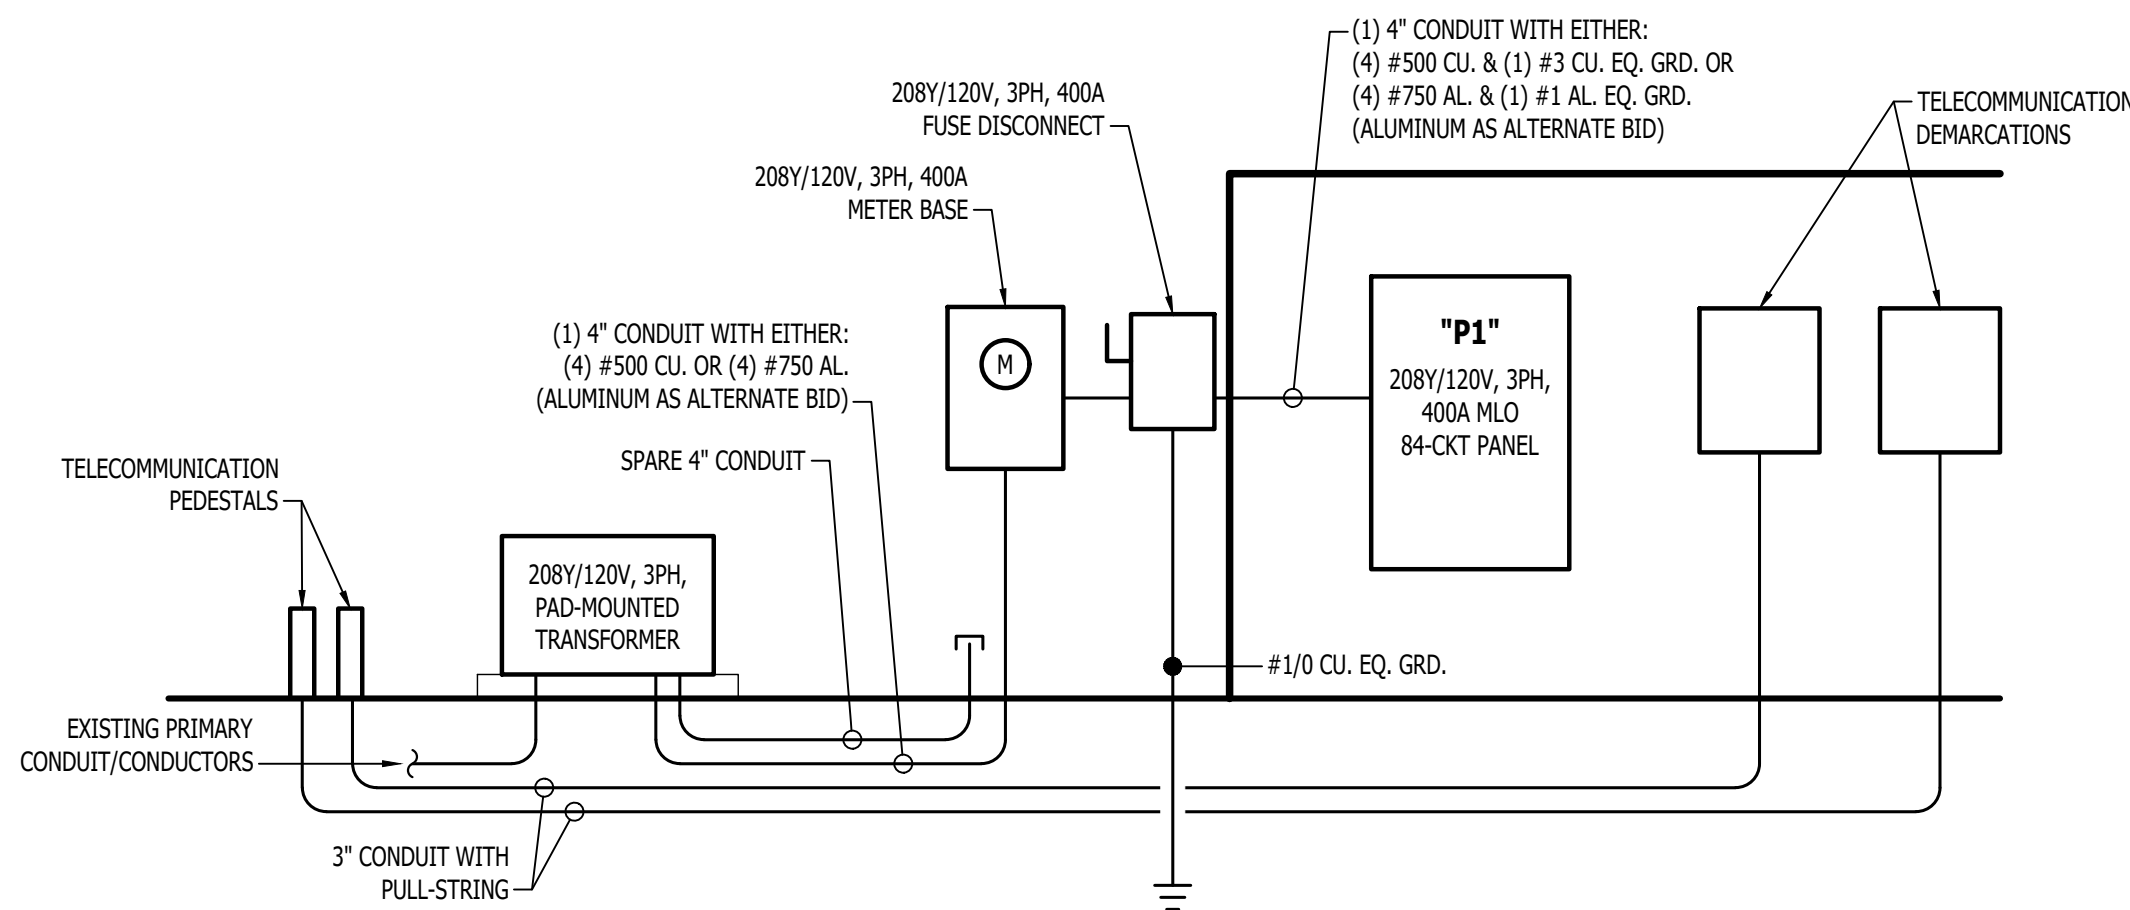 (1) 4" CONDUIT WITH EITHER:
(4) #500 CU. & (1) #3 CU. EQ. GRD. OR
(4) #750 AL. & (1) #1 AL. EQ. GRD.
(ALUMINUM AS ALTERNATE BID)
208Y/120V, 3PH, 400A
FUSE DISCONNECT
TELECOMMUNICATION
DEMARCATIONS
208Y/120V, 3PH, 400A
METER BASE
(1) 4" CONDUIT WITH EITHER:
(4) #500 CU. OR (4) #750 AL.
(ALUMINUM AS ALTERNATE BID)
M
"P1"
208Y/120V, 3PH,
400A MLO
84-CKT PANEL
SPARE 4" CONDUIT
TELECOMMUNICATION
PEDESTALS
208Y/120V, 3PH,
PAD-MOUNTED
TRANSFORMER
#1/0 CU. EQ. GRD.
EXISTING PRIMARY
CONDUIT/CONDUCTORS
3" CONDUIT WITH
PULL-STRING